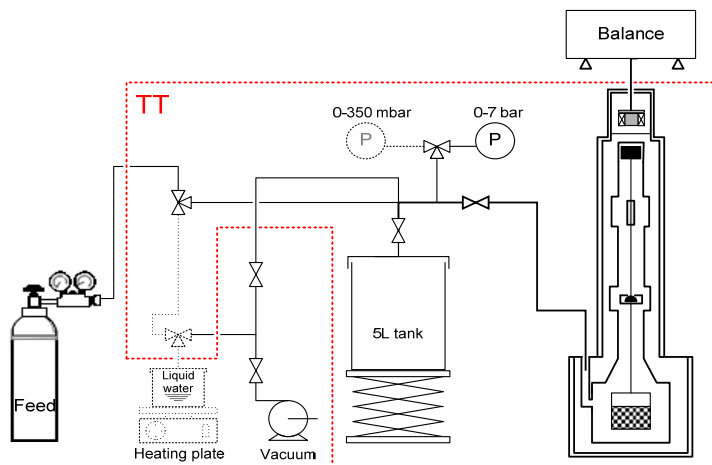 Balance
TT
0-350 mbar
0-7 bar
P
P
5L tank
Liquid
water
Feed
Heating plate
Vacuum